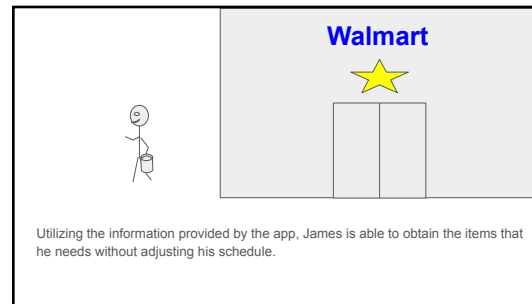 Walmart
Utilizing the information provided by the app, James is able to obtain the items that
he needs without adjusting his schedule.